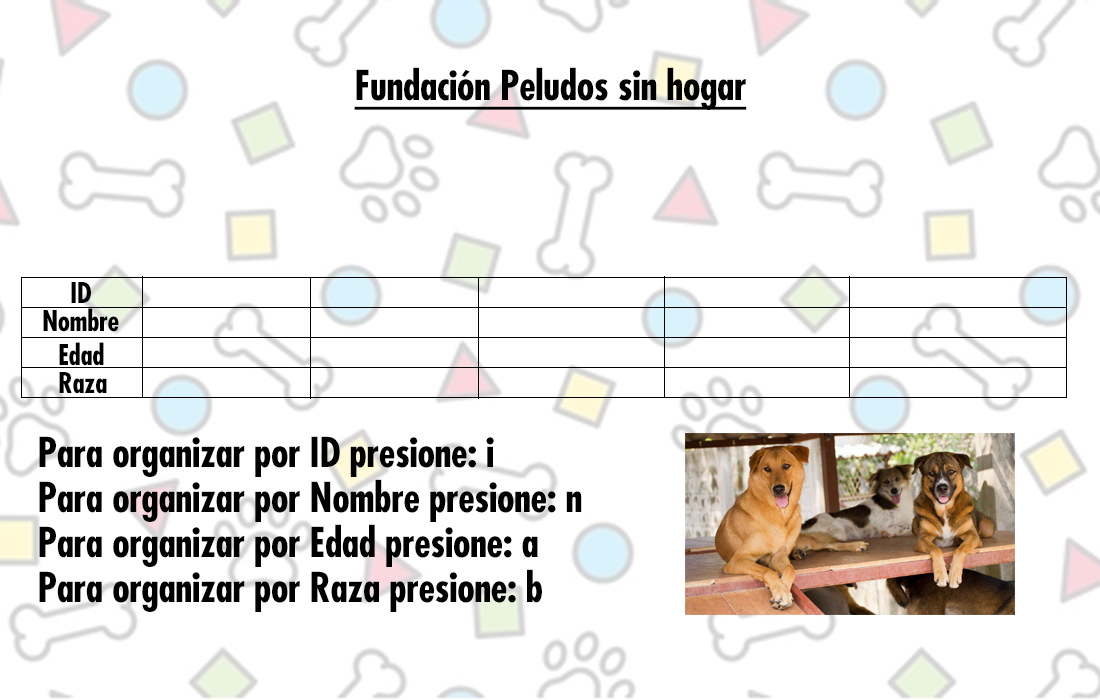 Fundación Peludos sin hogar
ID
Nombre
Edad
Raza
Para organizar por ID presione: i
Para organizar por Nombre presione: n
Para organizar por Edad presione: a
Para organizar por Raza presione: b